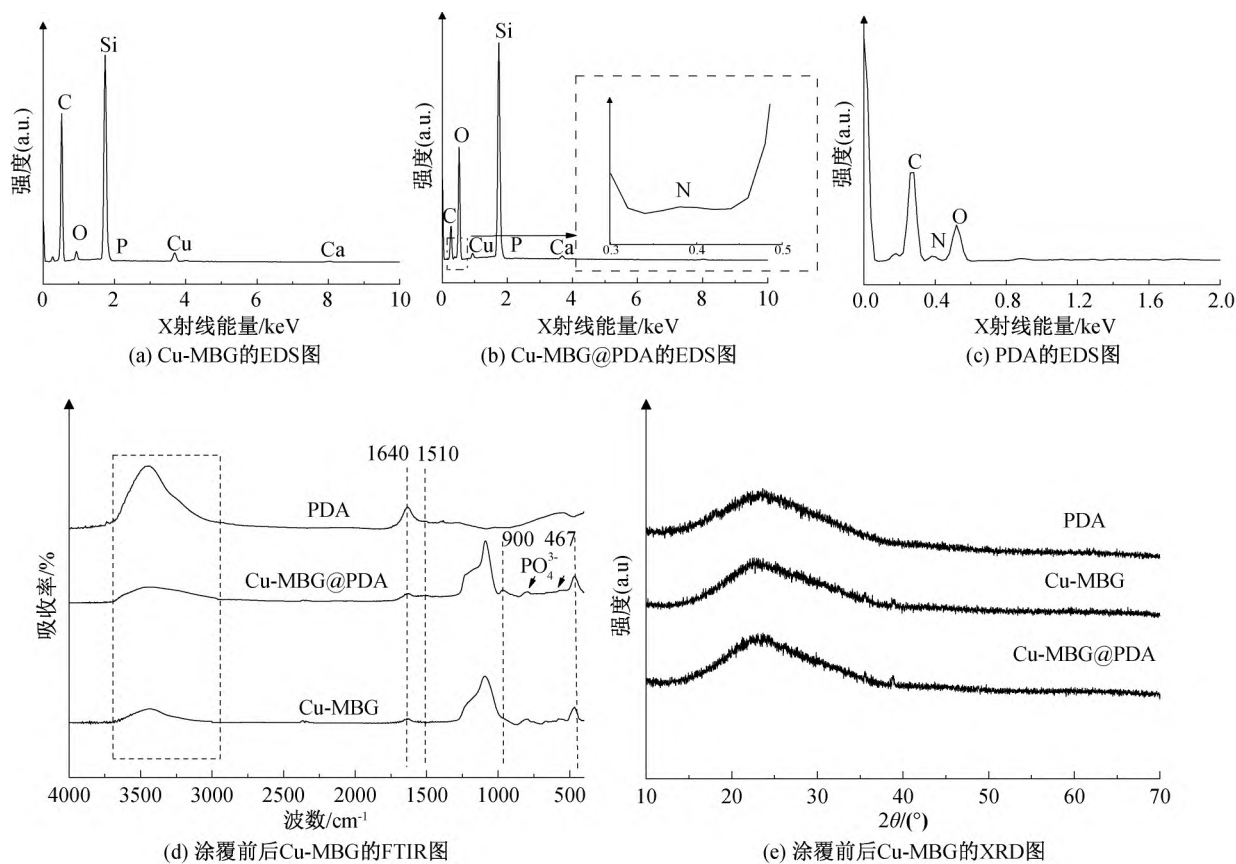 强度(a.u.)
Si
C
O
P
Cu
Ca
0 2 4 6 8 10
X射线能量/keV
(a) Cu-MBG的EDS图
强度(a.u.)
Si
O
C
Cu
P
Ca
N
0.3 0.4 0.5
0 2 4 6 8 10
X射线能量/keV
(b) Cu-MBG@PDA的EDS图
强度(a.u.)
C
N
O
0.0 0.4 0.8 1.2 1.6 2.0
X射线能量/keV
(c) PDA的EDS图
吸收率/%
1640 1510
PDA
900 467
PO₄³⁻
Cu-MBG@PDA
Cu-MBG
4000 3500 3000 2500 2000 1500 1000 500
波数/cm⁻¹
(d) 涂覆前后Cu-MBG的FTIR图
强度(a.u)
PDA
Cu-MBG
Cu-MBG@PDA
10 20 30 40 50 60 70
2θ/(°)
(e) 涂覆前后Cu-MBG的XRD图